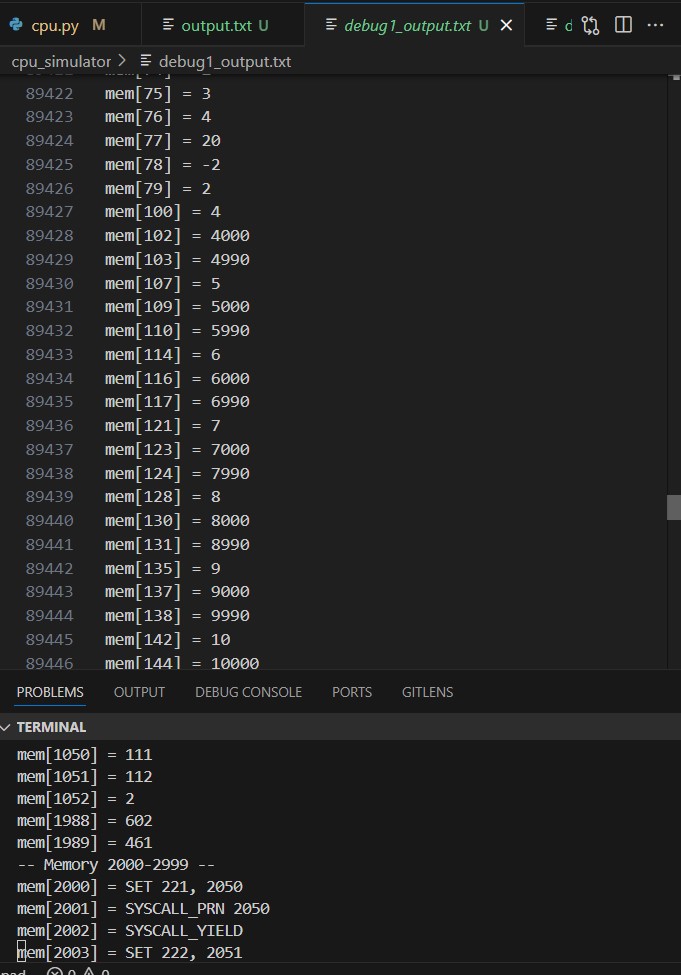 cpu.py M output.txt U debug1_output.txt U d
cpu_simulator > debug1_output.txt
89422 mem[75] = 3
89423 mem[76] = 4
89424 mem[77] = 20
89425 mem[78] = -2
89426 mem[79] = 2
89427 mem[100] = 4
89428 mem[102] = 4000
89429 mem[103] = 4990
89430 mem[107] = 5
89431 mem[109] = 5000
89432 mem[110] = 5990
89433 mem[114] = 6
89434 mem[116] = 6000
89435 mem[117] = 6990
89436 mem[121] = 7
89437 mem[123] = 7000
89438 mem[124] = 7990
89439 mem[128] = 8
89440 mem[130] = 8000
89441 mem[131] = 8990
89442 mem[135] = 9
89443 mem[137] = 9000
89444 mem[138] = 9990
89445 mem[142] = 10
89446 mem[144] = 10000
PROBLEMS OUTPUT DEBUG CONSOLE PORTS GITLENS
TERMINAL
mem[1050] = 111
mem[1051] = 112
mem[1052] = 2
mem[1988] = 602
mem[1989] = 461
-- Memory 2000-2999 --
mem[2000] = SET 221, 2050
mem[2001] = SYSCALL_PRN 2050
mem[2002] = SYSCALL_YIELD
mem[2003] = SET 222, 2051